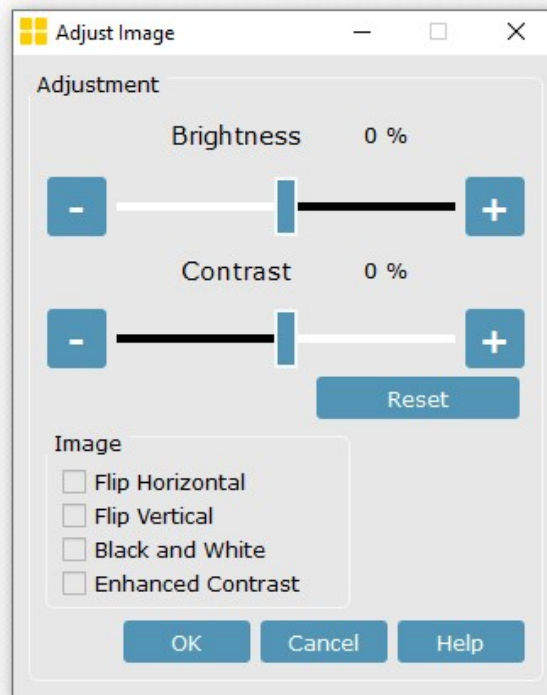 Adjust Image
Adjustment
Brightness 0 %
- +
Contrast 0 %
- +
Reset
Image
Flip Horizontal
Flip Vertical
Black and White
Enhanced Contrast
OK Cancel Help